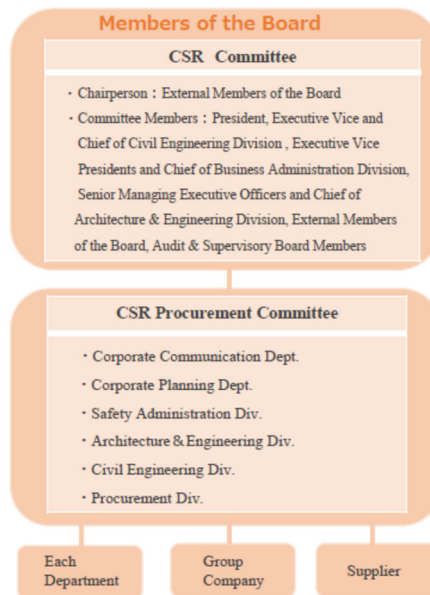 Members of the Board
CSR Committee
・Chairperson：External Members of the Board
・Committee Members：President, Executive Vice and
Chief of Civil Engineering Division , Executive Vice
Presidents and Chief of Business Administration Division,
Senior Managing Executive Officers and Chief of
Architecture & Engineering Division, External Members
of the Board, Audit & Supervisory Board Members
CSR Procurement Committee
・Corporate Communication Dept.
・Corporate Planning Dept.
・Safety Administration Div.
・Architecture & Engineering Div.
・Civil Engineering Div.
・Procurement Div.
Each
Department
Group
Company
Supplier